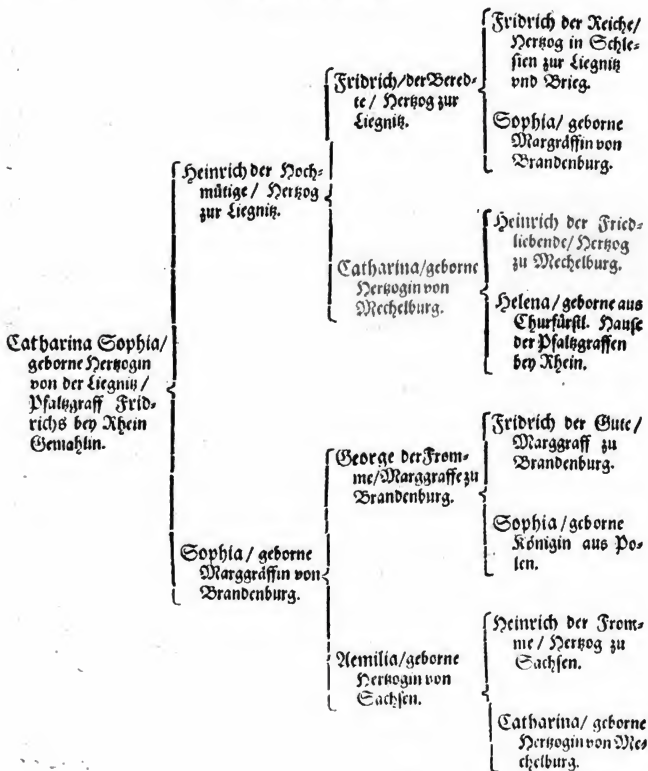 Catharina Sophia/
geborne Hertzogin
von der Liegnitz/
Pfaltzgraff Frid-
richs bey Rhein
Gemahlin.
Heinrich der Hoch-
mütige/ Hertzog
zur Liegnitz.
Sophia/ geborne
Marggräffin von
Brandenburg.
Fridrich/der Bered-
te/ Hertzog zur
Liegnitz.
Catharina/geborne
Hertzogin von
Mechelburg.
George der From-
me/Marggraffe zu
Brandenburg.
Aemilia/geborne
Hertzogin von
Sachsen.
Fridrich der Reiche/
Hertzog in Schle-
sien zur Liegnitz
vnd Brieg.
Sophia/ geborne
Margräffin von
Brandenburg.
Heinrich der Fried-
liebende/ Hertzog
zu Mechelburg.
Helena/ geborne aus
Churfürstl. Hause
der Pfaltzgraffen
bey Rhein.
Fridrich der Gute/
Marggraff zu
Brandenburg.
Sophia/geborne
Königin aus Po-
len.
Heinrich der From-
me/ Hertzog zu
Sachsen.
Catharina/ geborne
Hertzogin von Me-
chelburg.